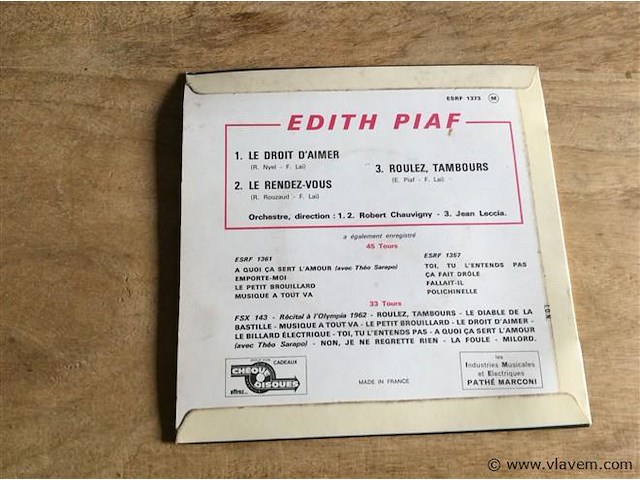 ESRF 1373 M
EDITH PIAF
1. LE DROIT D'AIMER
(R. Nyel - F. Lai)
2. LE RENDEZ-VOUS
(R. Rouzaud - F. Lai)
3. ROULEZ, TAMBOURS
(E. Piaf - F. Lai)
Orchestre, direction : 1. 2. Robert Chauvigny - 3. Jean Leccia.
a également enregistré
45 Tours
ESRF 1361
A QUOI ÇA SERT L'AMOUR (avec Théo Sarapo)
EMPORTE-MOI
LE PETIT BROUILLARD
MUSIQUE A TOUT VA
ESRF 1357
TOI, TU L'ENTENDS PAS
ÇA FAIT DRÔLE
FALLAIT-IL
POLICHINELLE
33 Tours
FSX 143 - Récital à l'Olympia 1962 - ROULEZ, TAMBOURS - LE DIABLE DE LA
BASTILLE - MUSIQUE A TOUT VA - LE PETIT BROUILLARD - LE DROIT D'AIMER -
LE BILLARD ÉLECTRIQUE - TOI, TU L'ENTENDS PAS - A QUOI ÇA SERT L'AMOUR
(avec Théo Sarapo) - NON, JE NE REGRETTE RIEN - LA FOULE - MILORD.
CADEAUX
CHEQUE
DISQUES
offrez...
MADE IN FRANCE
les
Industries Musicales
et Electriques
PATHÉ MARCONI
© www.vlavem.com